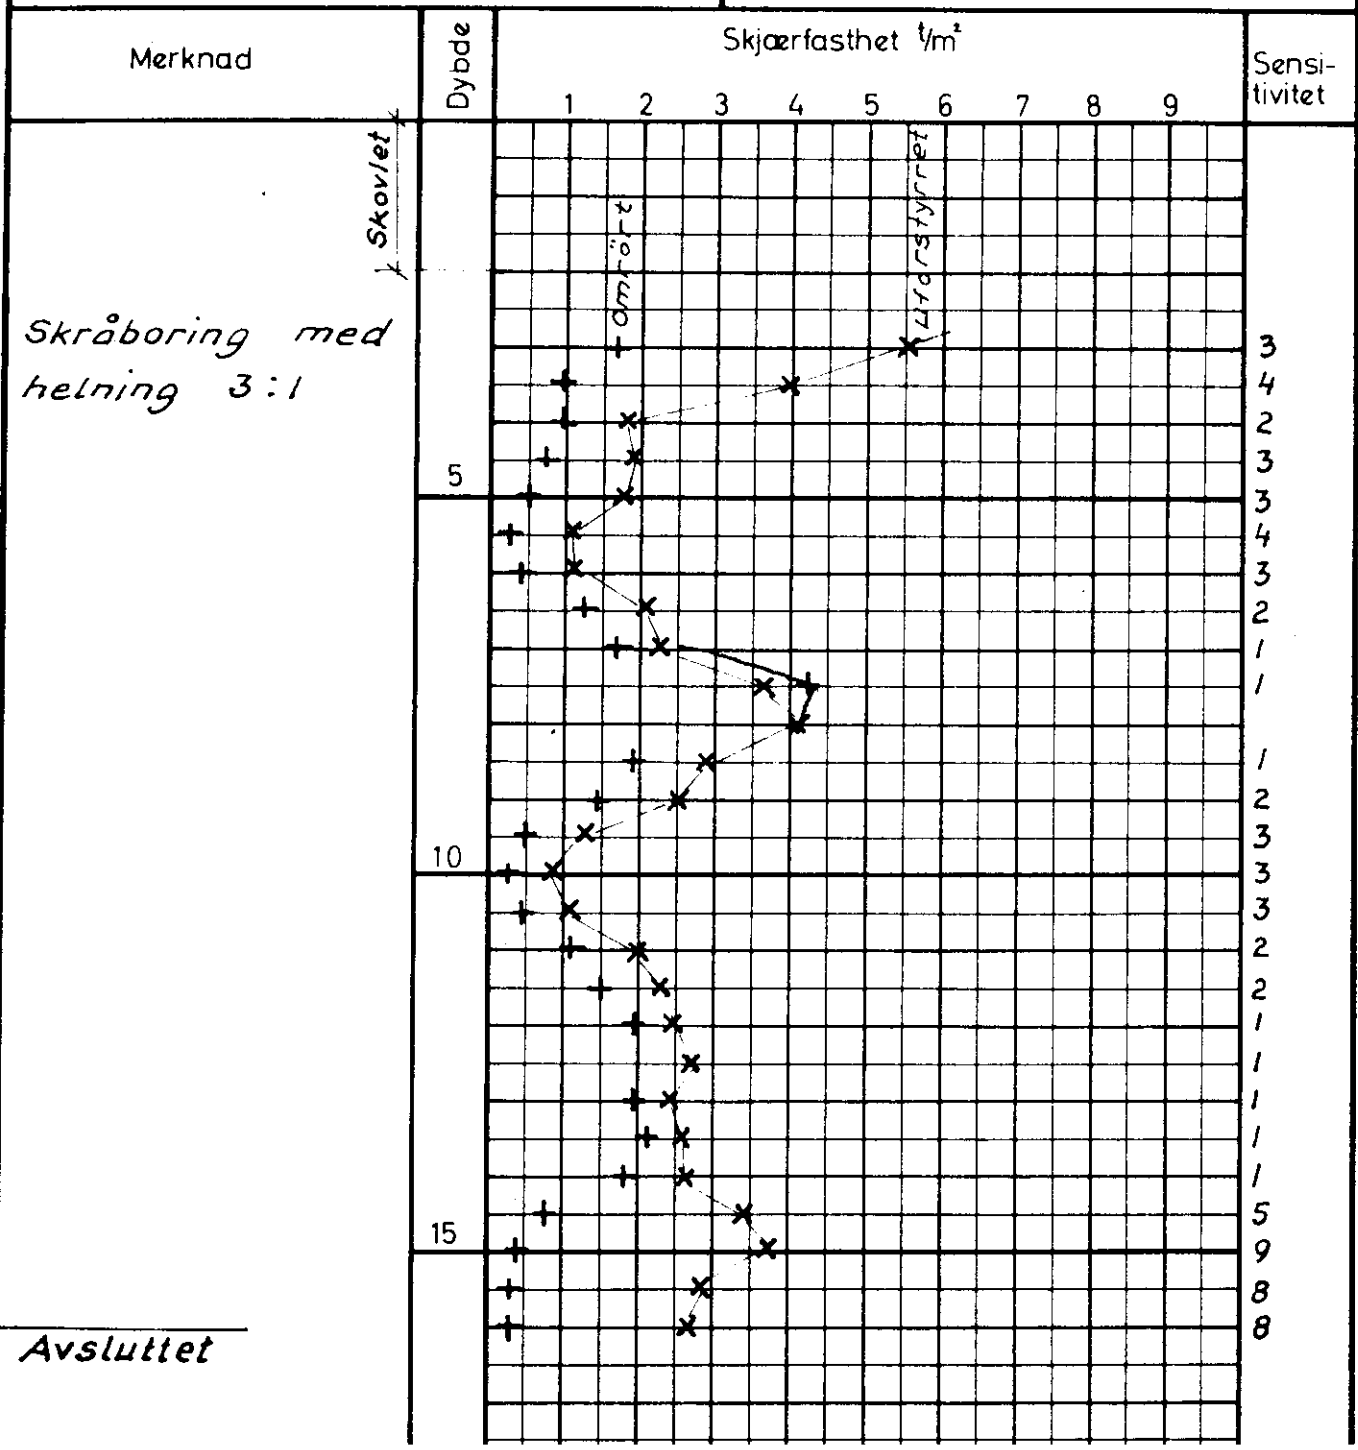 Merknad
Dybde
Skjærfasthet t/m²
Sensi-
tivitet
1 2 3 4 5 6 7 8 9
Skovlet
Omrört
Uforstyrret
Skråboring med
helning 3:1
3
4
2
3
5
3
4
3
2
1
1
1
2
3
10
3
3
2
2
1
1
1
1
1
5
15
9
8
8
Avsluttet